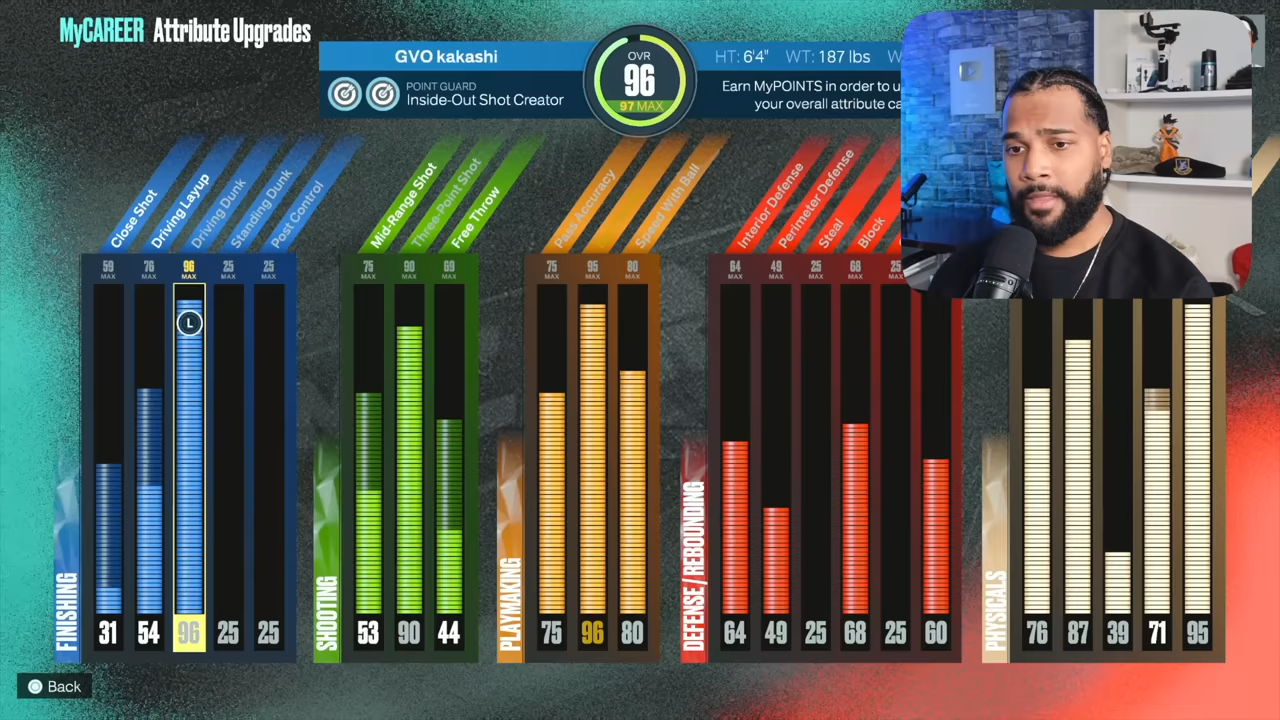 MyCAREER Attribute Upgrades
GVO kakashi
OVR
96
97 MAX
HT: 6'4" WT: 187 lbs W
POINT GUARD
Inside-Out Shot Creator
Earn MyPOINTS in order to u
your overall attribute ca
Close Shot
Driving Layup
Driving Dunk
Standing Dunk
Post Control
Mid-Range Shot
Three-Point Shot
Free Throw
Pass Accuracy
Speed With Ball
Interior Defense
Perimeter Defense
Steal
Block
59 MAX 76 MAX 96 MAX 25 MAX 25 MAX
75 MAX 90 MAX 69 MAX
75 MAX 95 MAX 80 MAX
64 MAX 49 MAX 25 MAX 68 MAX 25 MAX
L
FINISHING
31 54 96 25 25
SHOOTING
53 90 44
PLAYMAKING
75 96 80
DEFENSE/REBOUNDING
64 49 25 68 25 60
PHYSICALS
76 87 39 71 95
Back